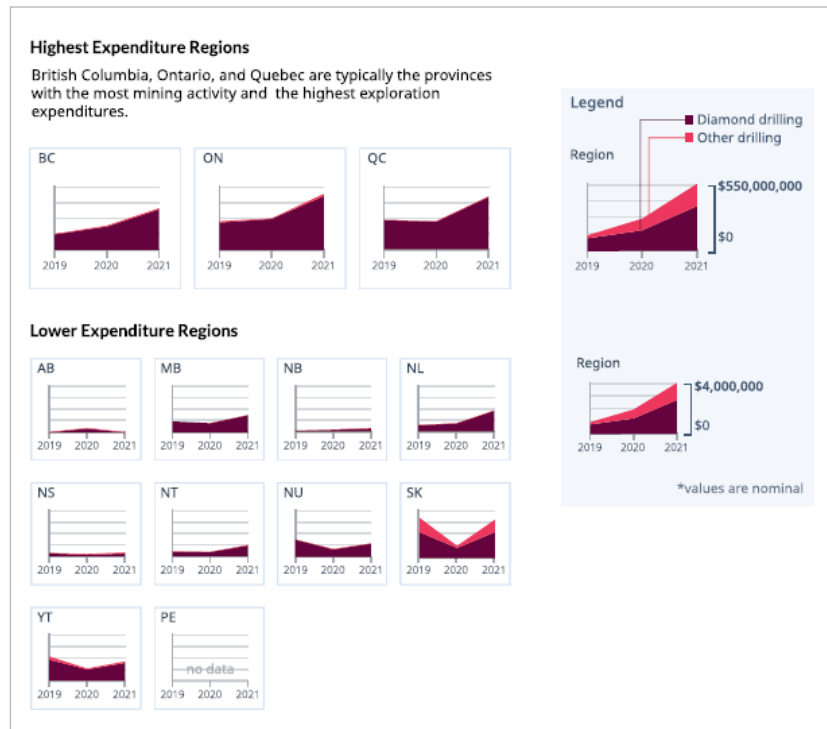 Highest Expenditure Regions
British Columbia, Ontario, and Quebec are typically the provinces
with the most mining activity and the highest exploration
expenditures.
BC
2019 2020 2021
ON
2019 2020 2021
QC
2019 2020 2021
Lower Expenditure Regions
AB
2019 2020 2021
MB
2019 2020 2021
NB
2019 2020 2021
NL
2019 2020 2021
NS
2019 2020 2021
NT
2019 2020 2021
NU
2019 2020 2021
SK
2019 2020 2021
YT
2019 2020 2021
PE
no data
2019 2020 2021
Legend
Diamond drilling
Other drilling
Region
$550,000,000
$0
2019 2020 2021
Region
$4,000,000
$0
2019 2020 2021
*values are nominal